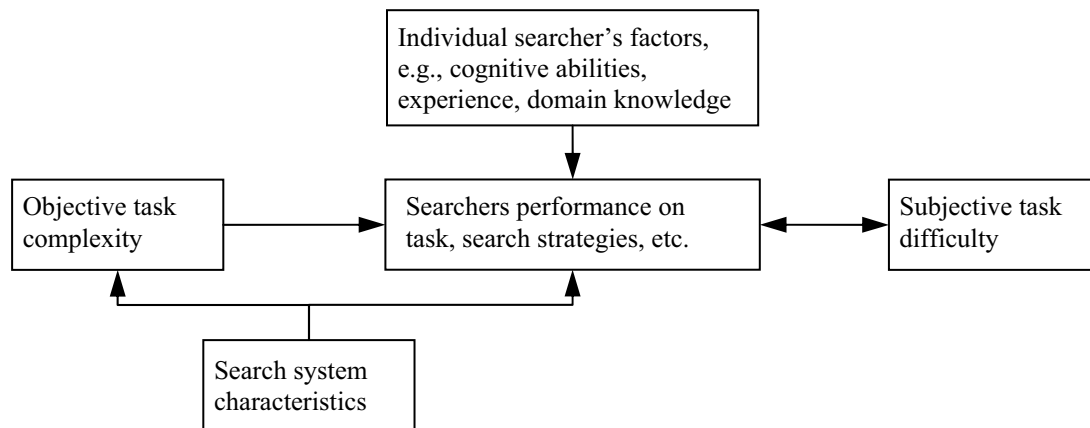 Individual searcher’s factors,
e.g., cognitive abilities,
experience, domain knowledge
Objective task
complexity
Searchers performance on
task, search strategies, etc.
Subjective task
difficulty
Search system
characteristics